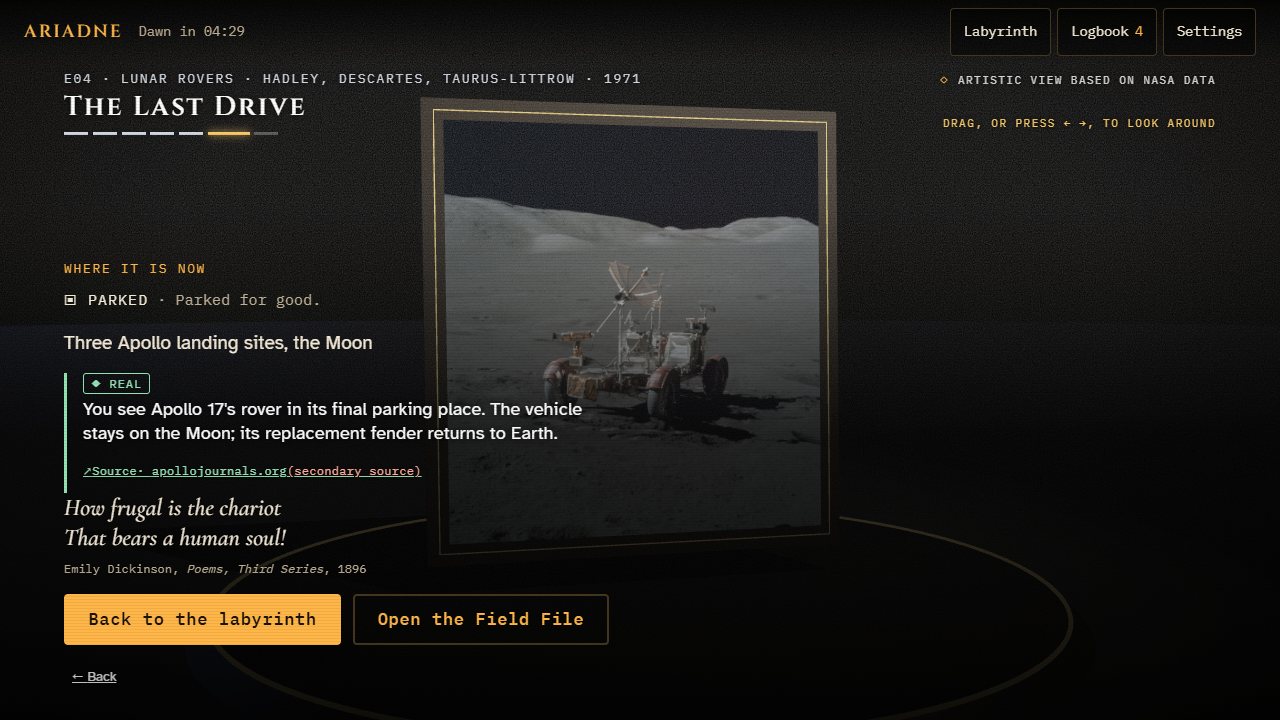 ARIADNE Dawn in 04:29 Labyrinth Logbook 4 Settings
E04 · LUNAR ROVERS · HADLEY, DESCARTES, TAURUS-LITTROW · 1971
The Last Drive
◇ ARTISTIC VIEW BASED ON NASA DATA
DRAG, OR PRESS ← →, TO LOOK AROUND
WHERE IT IS NOW
▣ PARKED · Parked for good.
Three Apollo landing sites, the Moon
◆ REAL
You see Apollo 17's rover in its final parking place. The vehicle
stays on the Moon; its replacement fender returns to Earth.
↗Source· apollojournals.org(secondary source)
How frugal is the chariot
That bears a human soul!
Emily Dickinson, Poems, Third Series, 1896
Back to the labyrinth Open the Field File
← Back